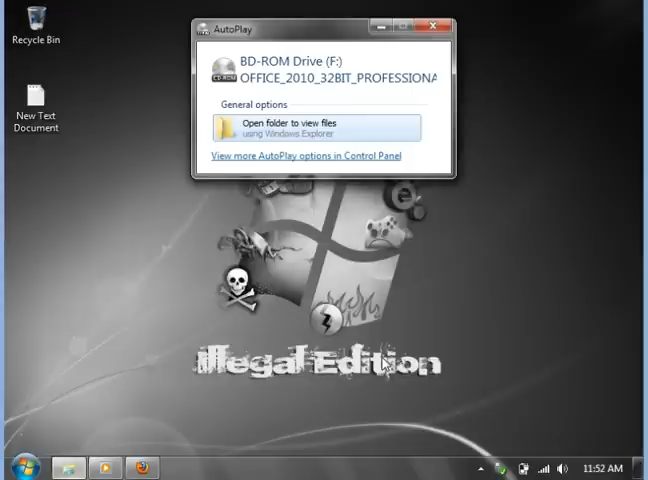 Recycle Bin
New Text
Document
AutoPlay
BD-ROM Drive (F:)
OFFICE_2010_32BIT_PROFESSIONA
General options
Open folder to view files
using Windows Explorer
View more AutoPlay options in Control Panel
Illegal Edition
11:52 AM